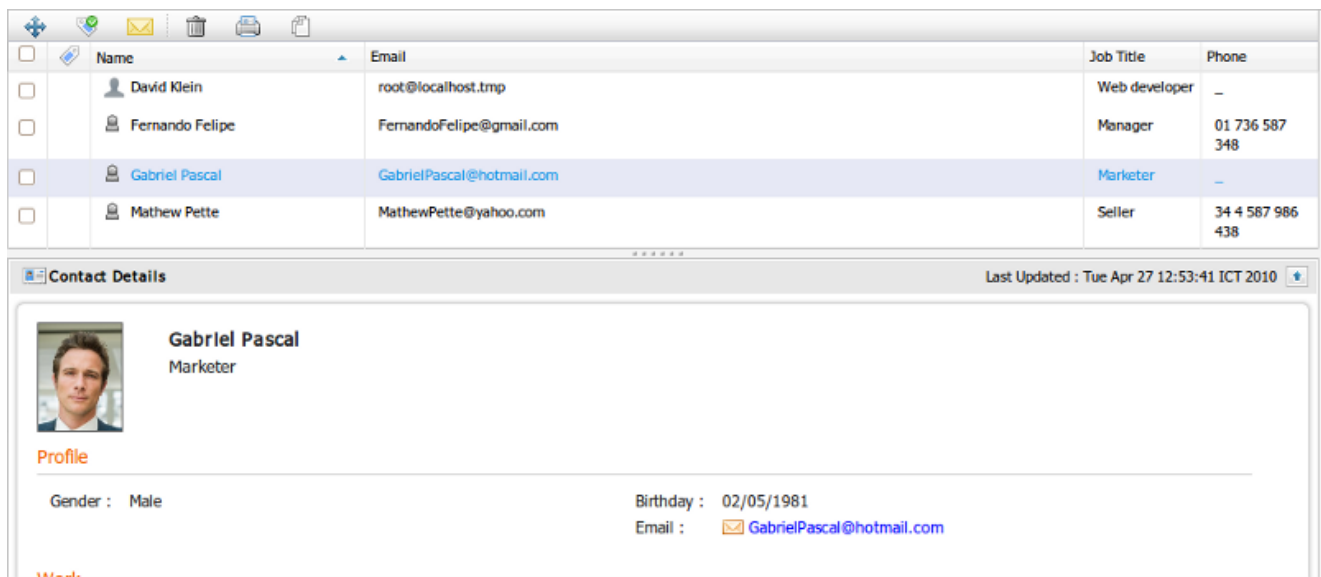 Name Email Job Title Phone
David Klein root@localhost.tmp Web developer _
Fernando Felipe FernandoFelipe@gmail.com Manager 01 736 587
348
Gabriel Pascal GabrielPascal@hotmail.com Marketer _
Mathew Pette MathewPette@yahoo.com Seller 34 4 587 986
438
Contact Details Last Updated : Tue Apr 27 12:53:41 ICT 2010
Gabriel Pascal
Marketer
Profile
Gender : Male Birthday : 02/05/1981
Email : GabrielPascal@hotmail.com